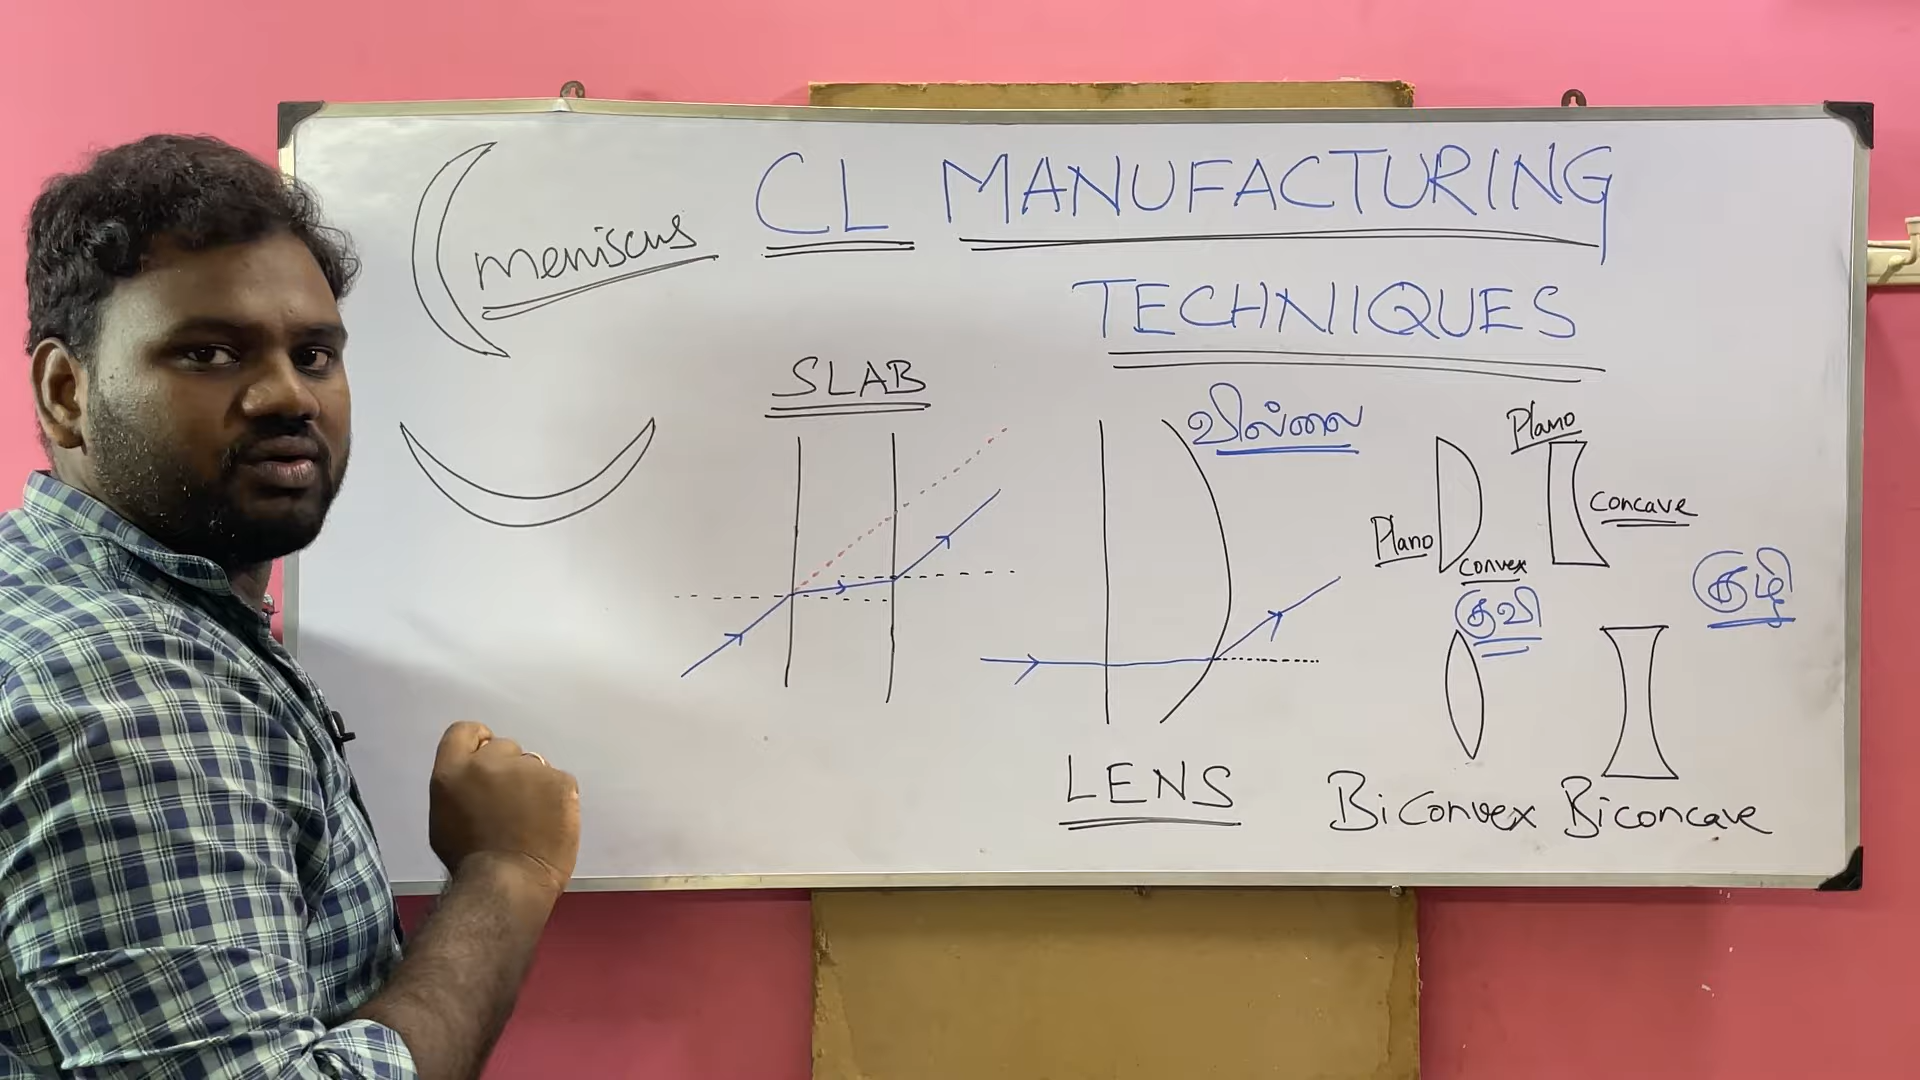 meniscus
CL MANUFACTURING
TECHNIQUES
SLAB
வில்லை
Plano
Concave
Plano
Convex
குவி
குழி
LENS
BiConvex
Biconcave